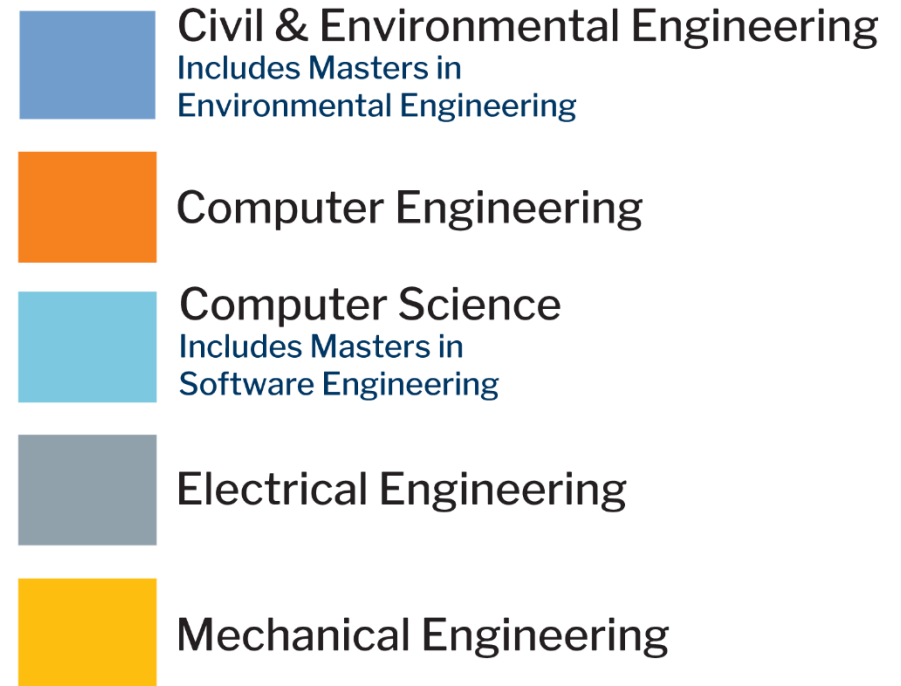 Civil & Environmental Engineering
Includes Masters in
Environmental Engineering
Computer Engineering
Computer Science
Includes Masters in
Software Engineering
Electrical Engineering
Mechanical Engineering